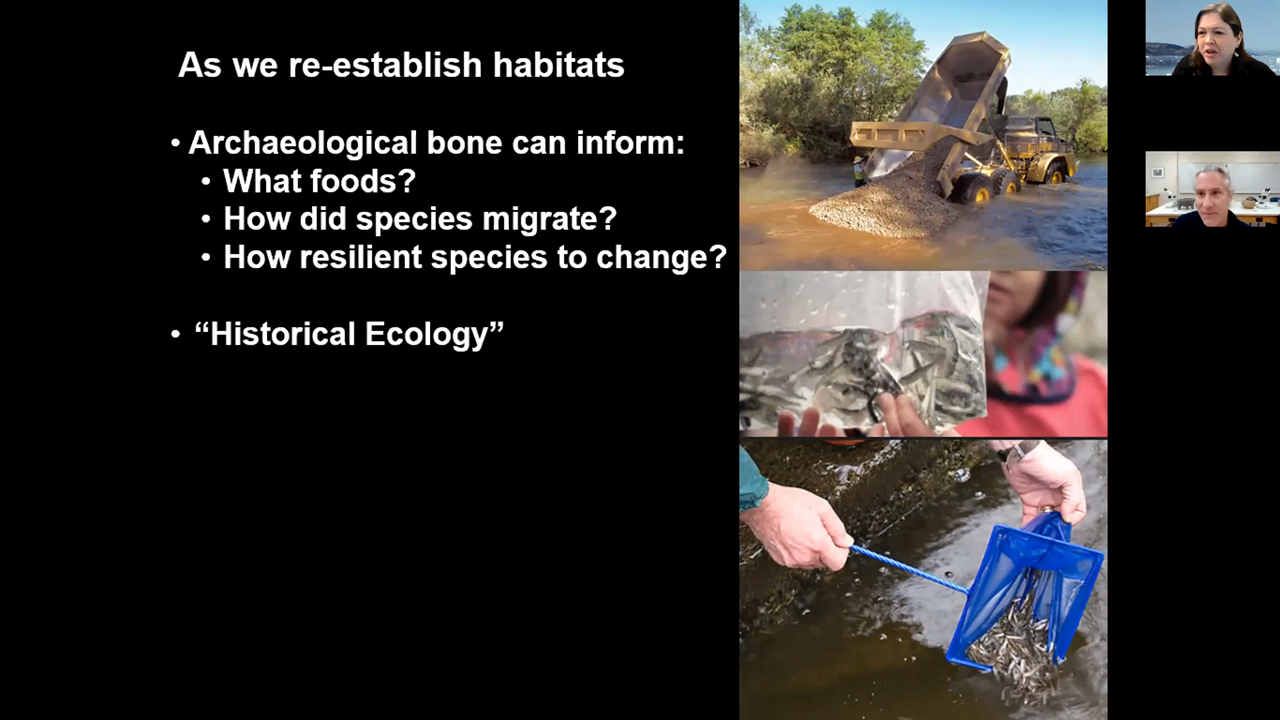 As we re-establish habitats
• Archaeological bone can inform:
• What foods?
• How did species migrate?
• How resilient species to change?
• “Historical Ecology”